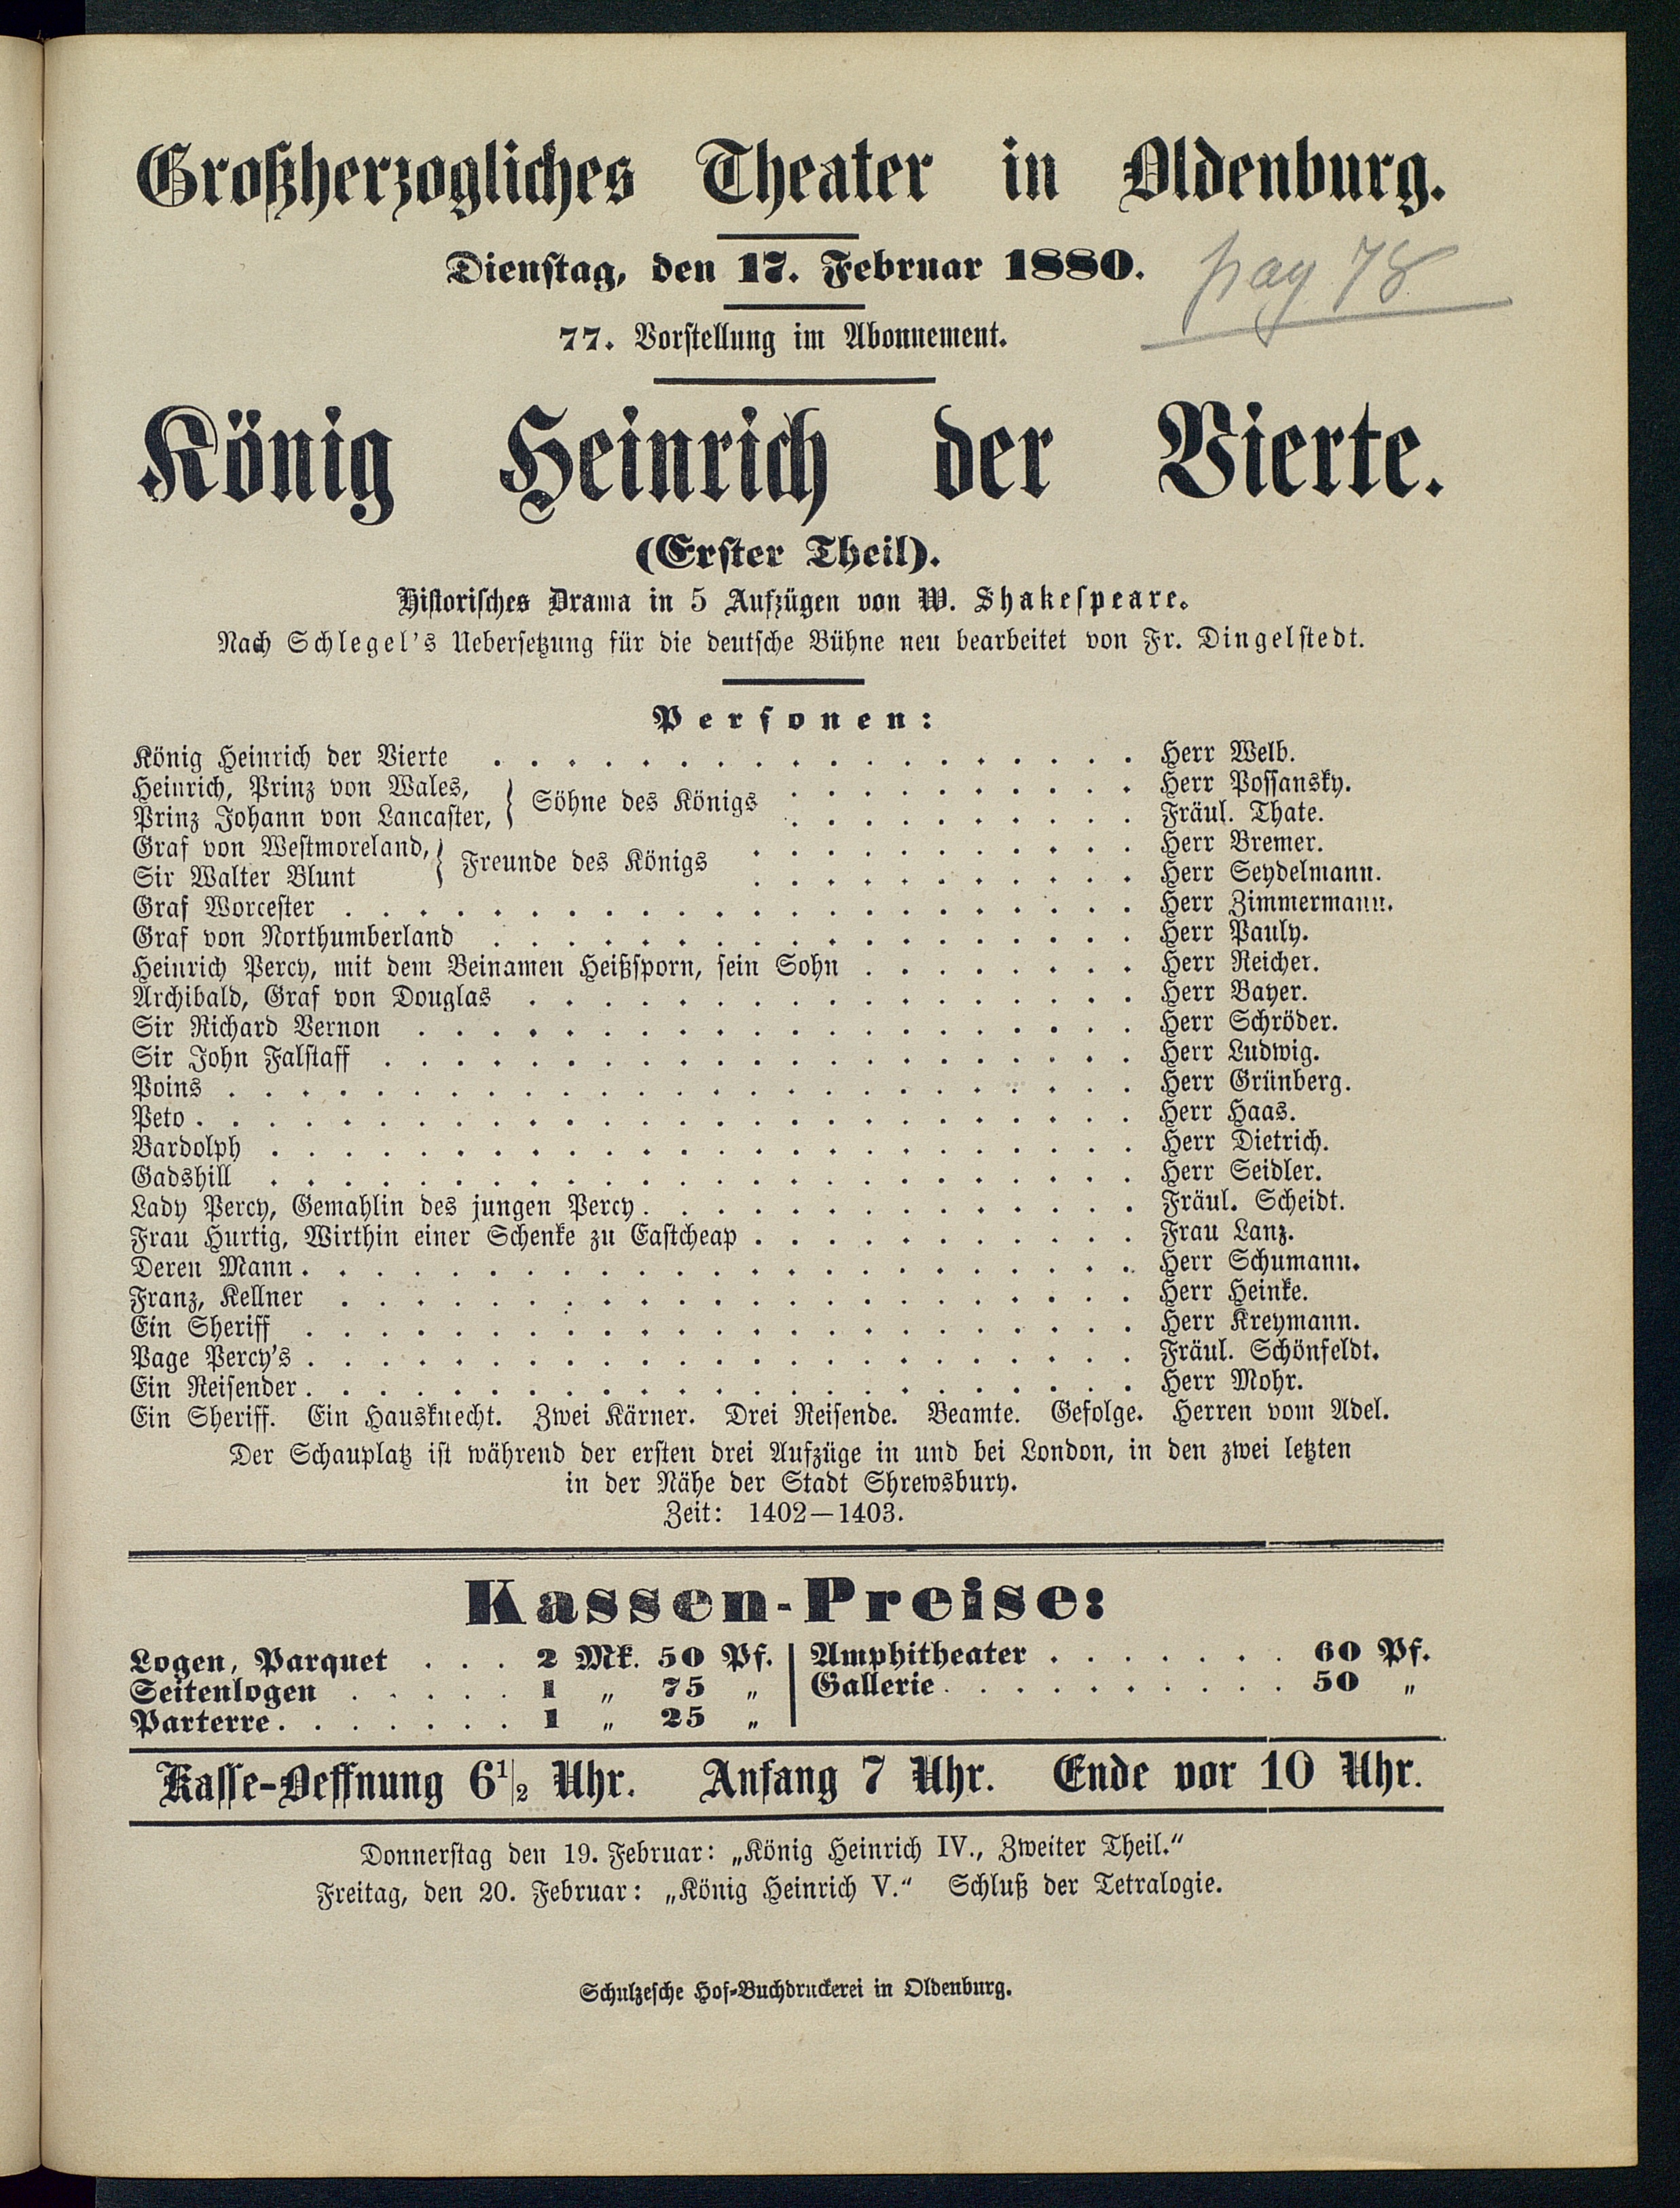 Großherzogliches Theater in Oldenburg.
Dienstag, den 17. Februar 1880.
pag 78
77. Vorstellung im Abonnement.
König Heinrich der Vierte.
(Erster Theil).
Historisches Drama in 5 Aufzügen von W. Shakespeare.
Nach Schlegel's Uebersetzung für die deutsche Bühne neu bearbeitet von Fr. Dingelstedt.
Personen:
König Heinrich der Vierte . . . . . Herr Welb.
Heinrich, Prinz von Wales, } Söhne des Königs . . . . . Herr Possansky.
Prinz Johann von Lancaster, } . . . . . Fräul. Thate.
Graf von Westmoreland, } Freunde des Königs . . . . . Herr Bremer.
Sir Walter Blunt } . . . . . Herr Seydelmann.
Graf Worcester . . . . . Herr Zimmermann.
Graf von Northumberland . . . . . Herr Pauly.
Heinrich Percy, mit dem Beinamen Heißsporn, sein Sohn . . . . . Herr Reicher.
Archibald, Graf von Douglas . . . . . Herr Bayer.
Sir Richard Vernon . . . . . Herr Schröder.
Sir John Falstaff . . . . . Herr Ludwig.
Poins . . . . . Herr Grünberg.
Peto . . . . . Herr Haas.
Bardolph . . . . . Herr Dietrich.
Gadshill . . . . . Herr Seidler.
Lady Percy, Gemahlin des jungen Percy . . . . . Fräul. Scheidt.
Frau Hurtig, Wirthin einer Schenke zu Eastcheap . . . . . Frau Lanz.
Deren Mann . . . . . Herr Schumann.
Franz, Kellner . . . . . Herr Heinke.
Ein Sheriff . . . . . Herr Kreymann.
Page Percy's . . . . . Fräul. Schönfeldt.
Ein Reisender . . . . . Herr Mohr.
Ein Sheriff. Ein Hausknecht. Zwei Kärner. Drei Reisende. Beamte. Gefolge. Herren vom Adel.
Der Schauplatz ist während der ersten drei Aufzüge in und bei London, in den zwei letzten
in der Nähe der Stadt Shrewsbury.
Zeit: 1402—1403.
Kassen-Preise:
Logen, Parquet . . . 2 Mk. 50 Pf. | Amphitheater . . . . . 60 Pf.
Seitenlogen . . . . . 1 „ 75 „ | Gallerie . . . . . 50 „
Parterre . . . . . 1 „ 25 „
Kasse-Oeffnung 6 1/2 Uhr. Anfang 7 Uhr. Ende vor 10 Uhr.
Donnerstag den 19. Februar: „König Heinrich IV., Zweiter Theil.“
Freitag, den 20. Februar: „König Heinrich V.“ Schluß der Tetralogie.
Schulzesche Hof-Buchdruckerei in Oldenburg.